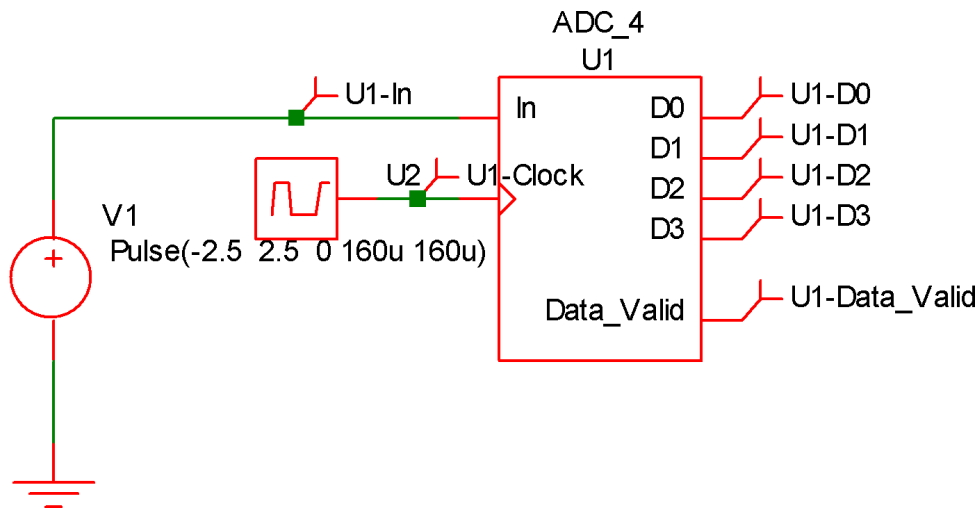 ADC_4
U1
U1-In
In
D0
U1-D0
D1
U1-D1
U2
U1-Clock
D2
U1-D2
D3
U1-D3
V1
Pulse(-2.5 2.5 0 160u 160u)
Data_Valid
U1-Data_Valid